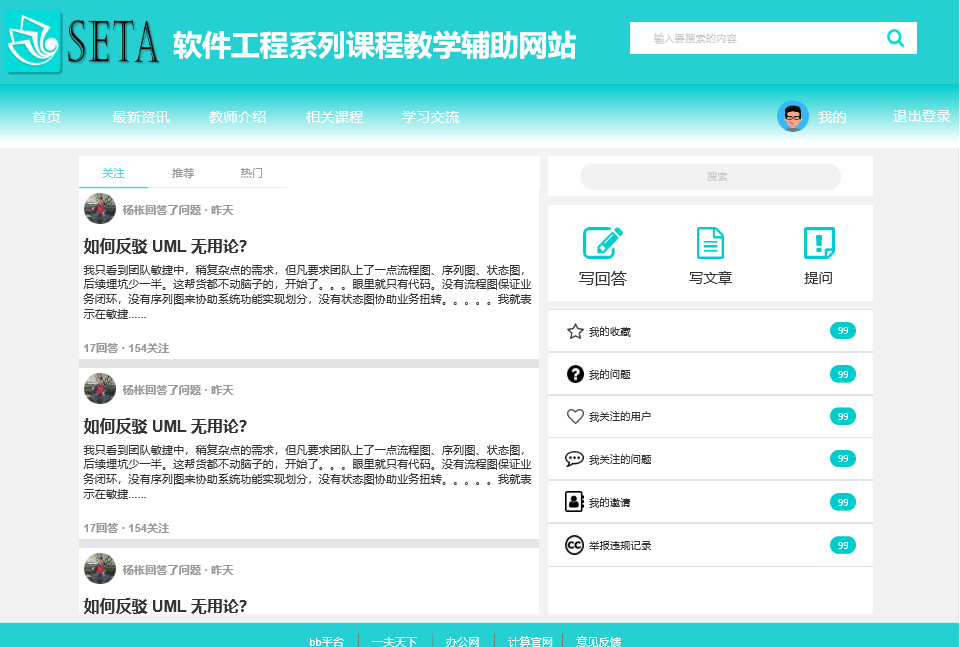 SETA 软件工程系列课程教学辅助网站
输入要搜索的内容
首页 最新资讯 教师介绍 相关课程 学习交流 我的 退出登录
关注 推荐 热门
杨枨回答了问题 · 昨天
如何反驳 UML 无用论?
我只看到团队敏捷中，稍复杂点的需求，但凡要求团队上了一点流程图、序列图、状态图，
后续埋坑少一半。这帮货都不动脑子的，开始了。。。眼里就只有代码。没有流程图保证业
务闭环，没有序列图来协助系统功能实现划分，没有状态图协助业务扭转。。。。。我就表
示在敏捷......
17回答 · 154关注
杨枨回答了问题 · 昨天
如何反驳 UML 无用论?
我只看到团队敏捷中，稍复杂点的需求，但凡要求团队上了一点流程图、序列图、状态图，
后续埋坑少一半。这帮货都不动脑子的，开始了。。。眼里就只有代码。没有流程图保证业
务闭环，没有序列图来协助系统功能实现划分，没有状态图协助业务扭转。。。。。我就表
示在敏捷......
17回答 · 154关注
杨枨回答了问题 · 昨天
如何反驳 UML 无用论?
搜索
写回答 写文章 提问
我的收藏 99
我的问题 99
我关注的用户 99
我关注的问题 99
我的邀请 99
举报违规记录 99
bb平台 一夫天下 办公网 计算官网 意见反馈